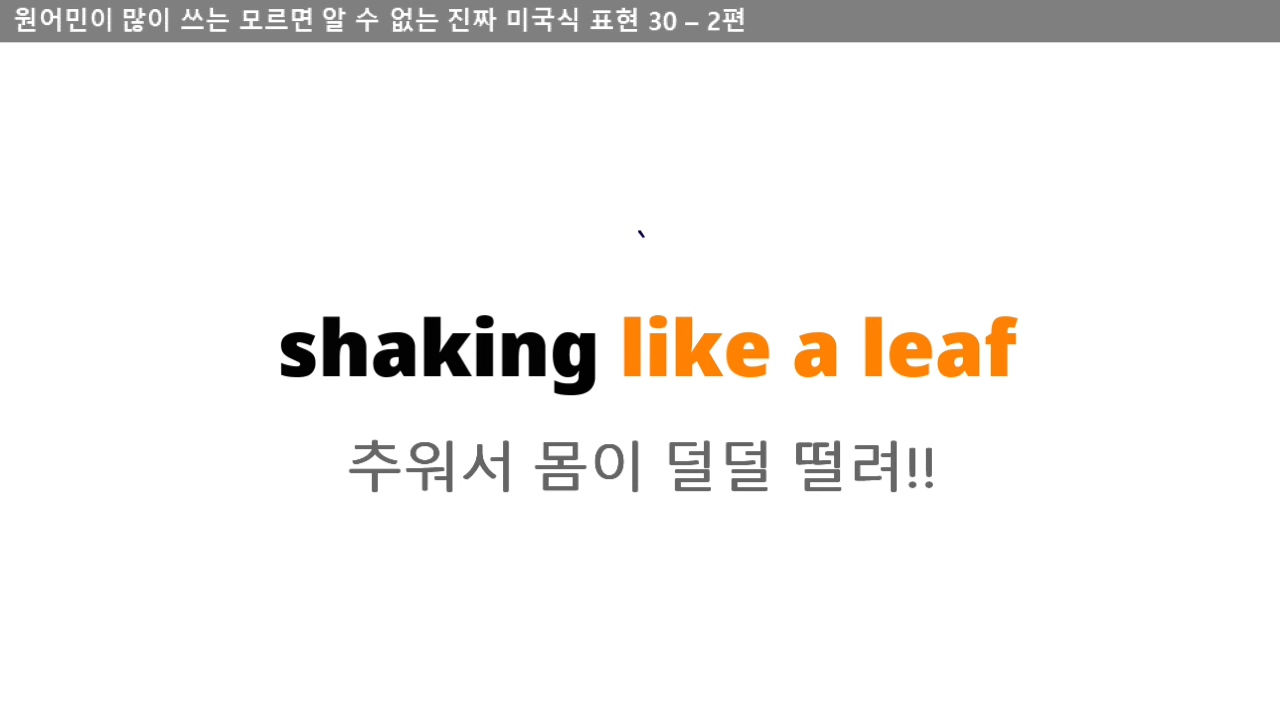 원어민이 많이 쓰는 모르면 알 수 없는 진짜 미국식 표현 30 – 2편
`
shaking like a leaf
추워서 몸이 덜덜 떨려!!